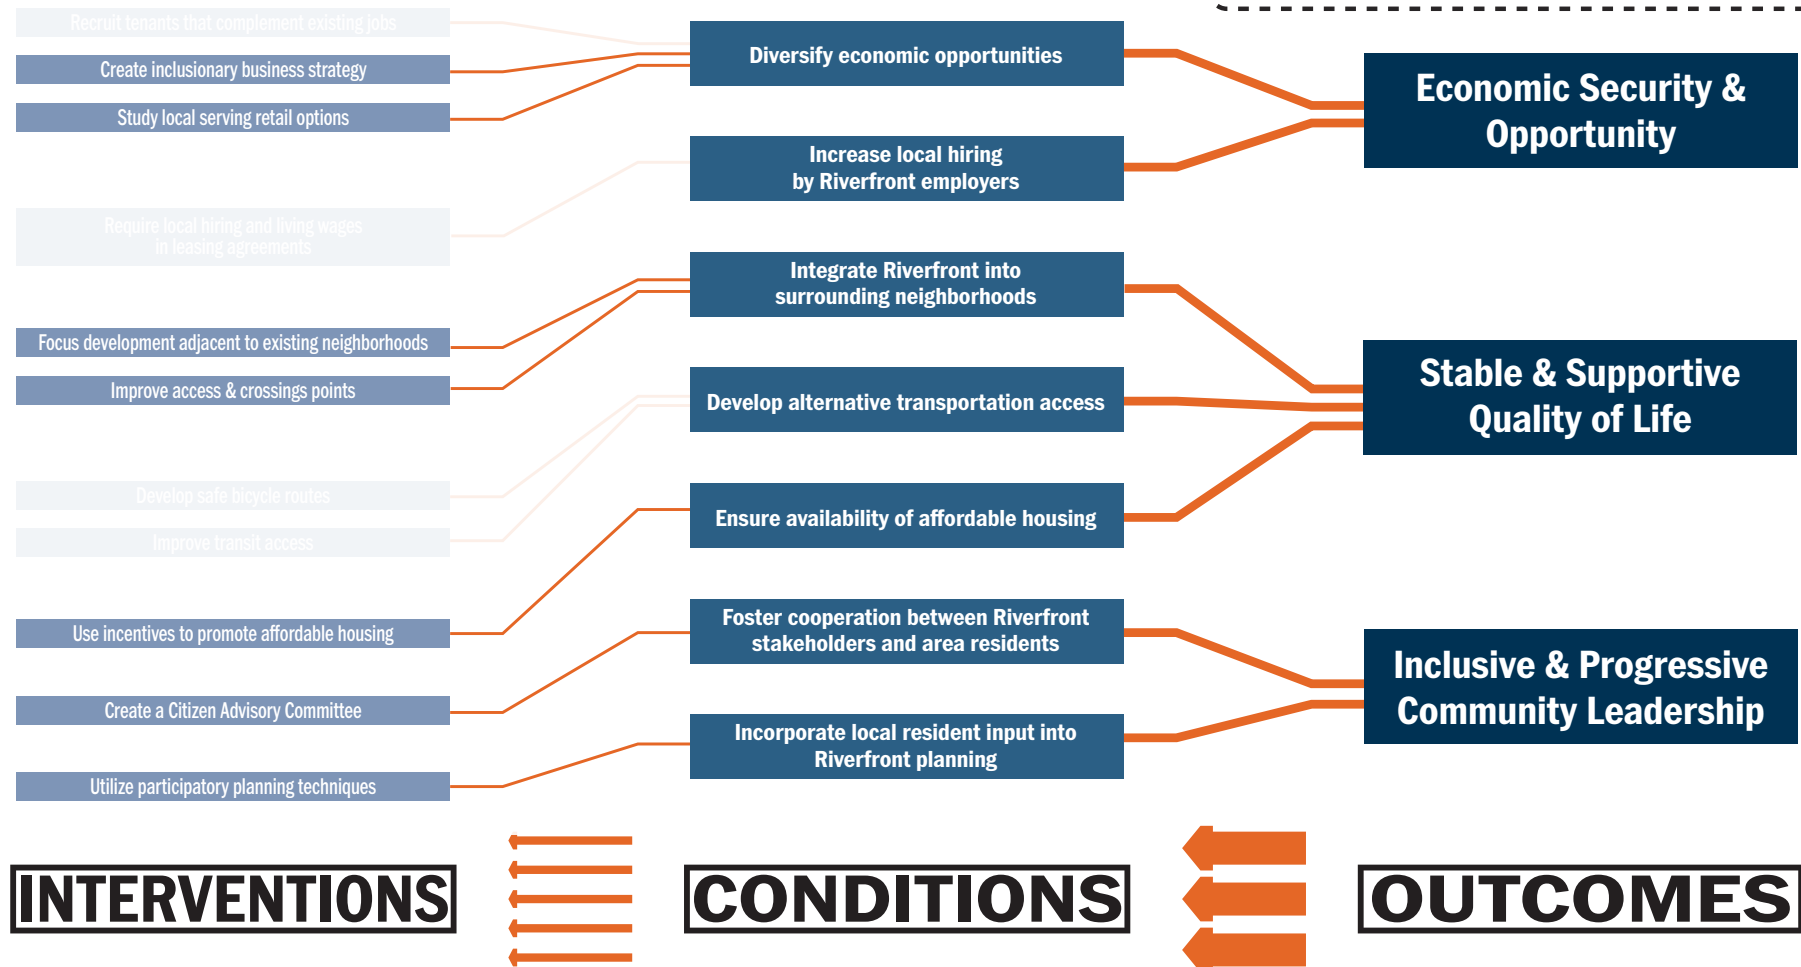 Recruit tenants that complement existing jobs
Create inclusionary business strategy
Study local serving retail options
Require local hiring and living wages
in leasing agreements
Focus development adjacent to existing neighborhoods
Improve access & crossings points
Develop safe bicycle routes
Improve transit access
Use incentives to promote affordable housing
Create a Citizen Advisory Committee
Utilize participatory planning techniques
INTERVENTIONS
Diversify economic opportunities
Increase local hiring
by Riverfront employers
Integrate Riverfront into
surrounding neighborhoods
Develop alternative transportation access
Ensure availability of affordable housing
Foster cooperation between Riverfront
stakeholders and area residents
Incorporate local resident input into
Riverfront planning
CONDITIONS
Economic Security &
Opportunity
Stable & Supportive
Quality of Life
Inclusive & Progressive
Community Leadership
OUTCOMES